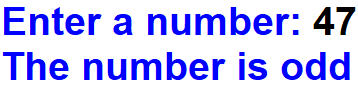 Enter a number: 47
The number is odd